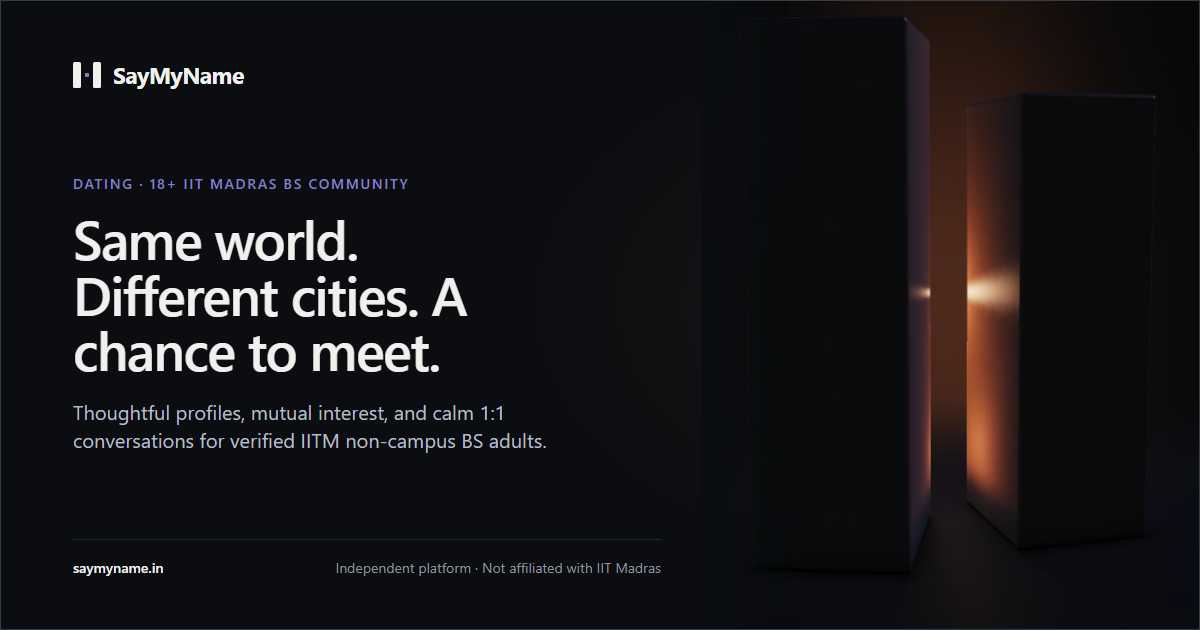 SayMyName
DATING · 18+ IIT MADRAS BS COMMUNITY
Same world.
Different cities. A
chance to meet.
Thoughtful profiles, mutual interest, and calm 1:1
conversations for verified IITM non-campus BS adults.
saymyname.in
Independent platform · Not affiliated with IIT Madras